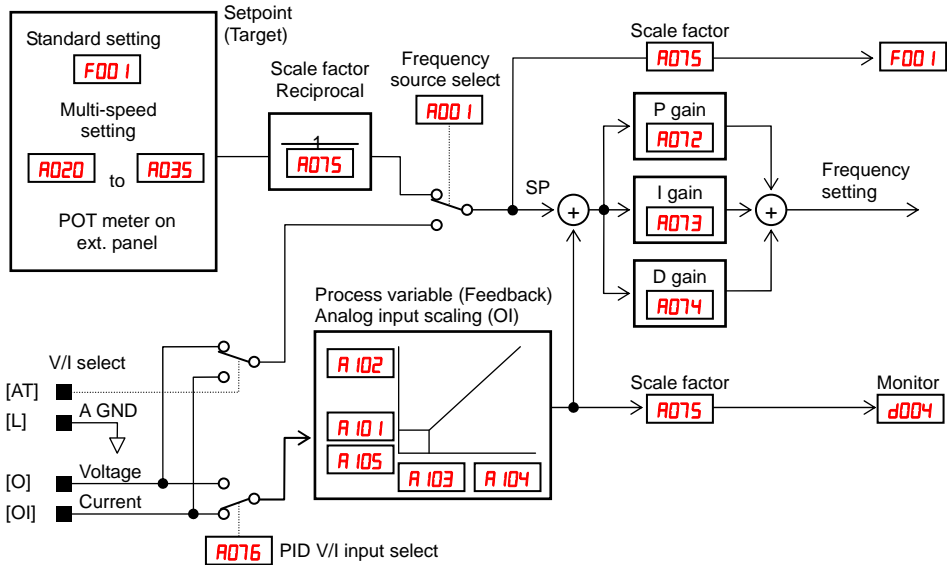 Setpoint
(Target)
Standard setting
F001
Multi-speed
setting
A020 to A035
POT meter on
ext. panel
Scale factor
Reciprocal
1
A075
Frequency
source select
A001
Scale factor
A075
F001
SP
+
P gain
A072
I gain
A073
D gain
A074
+
Frequency
setting
Process variable (Feedback)
Analog input scaling (OI)
A102
A101
A105
A103
A104
Scale factor
A075
Monitor
d004
V/I select
[AT]
[L] A GND
[O] Voltage
[OI] Current
A076 PID V/I input select